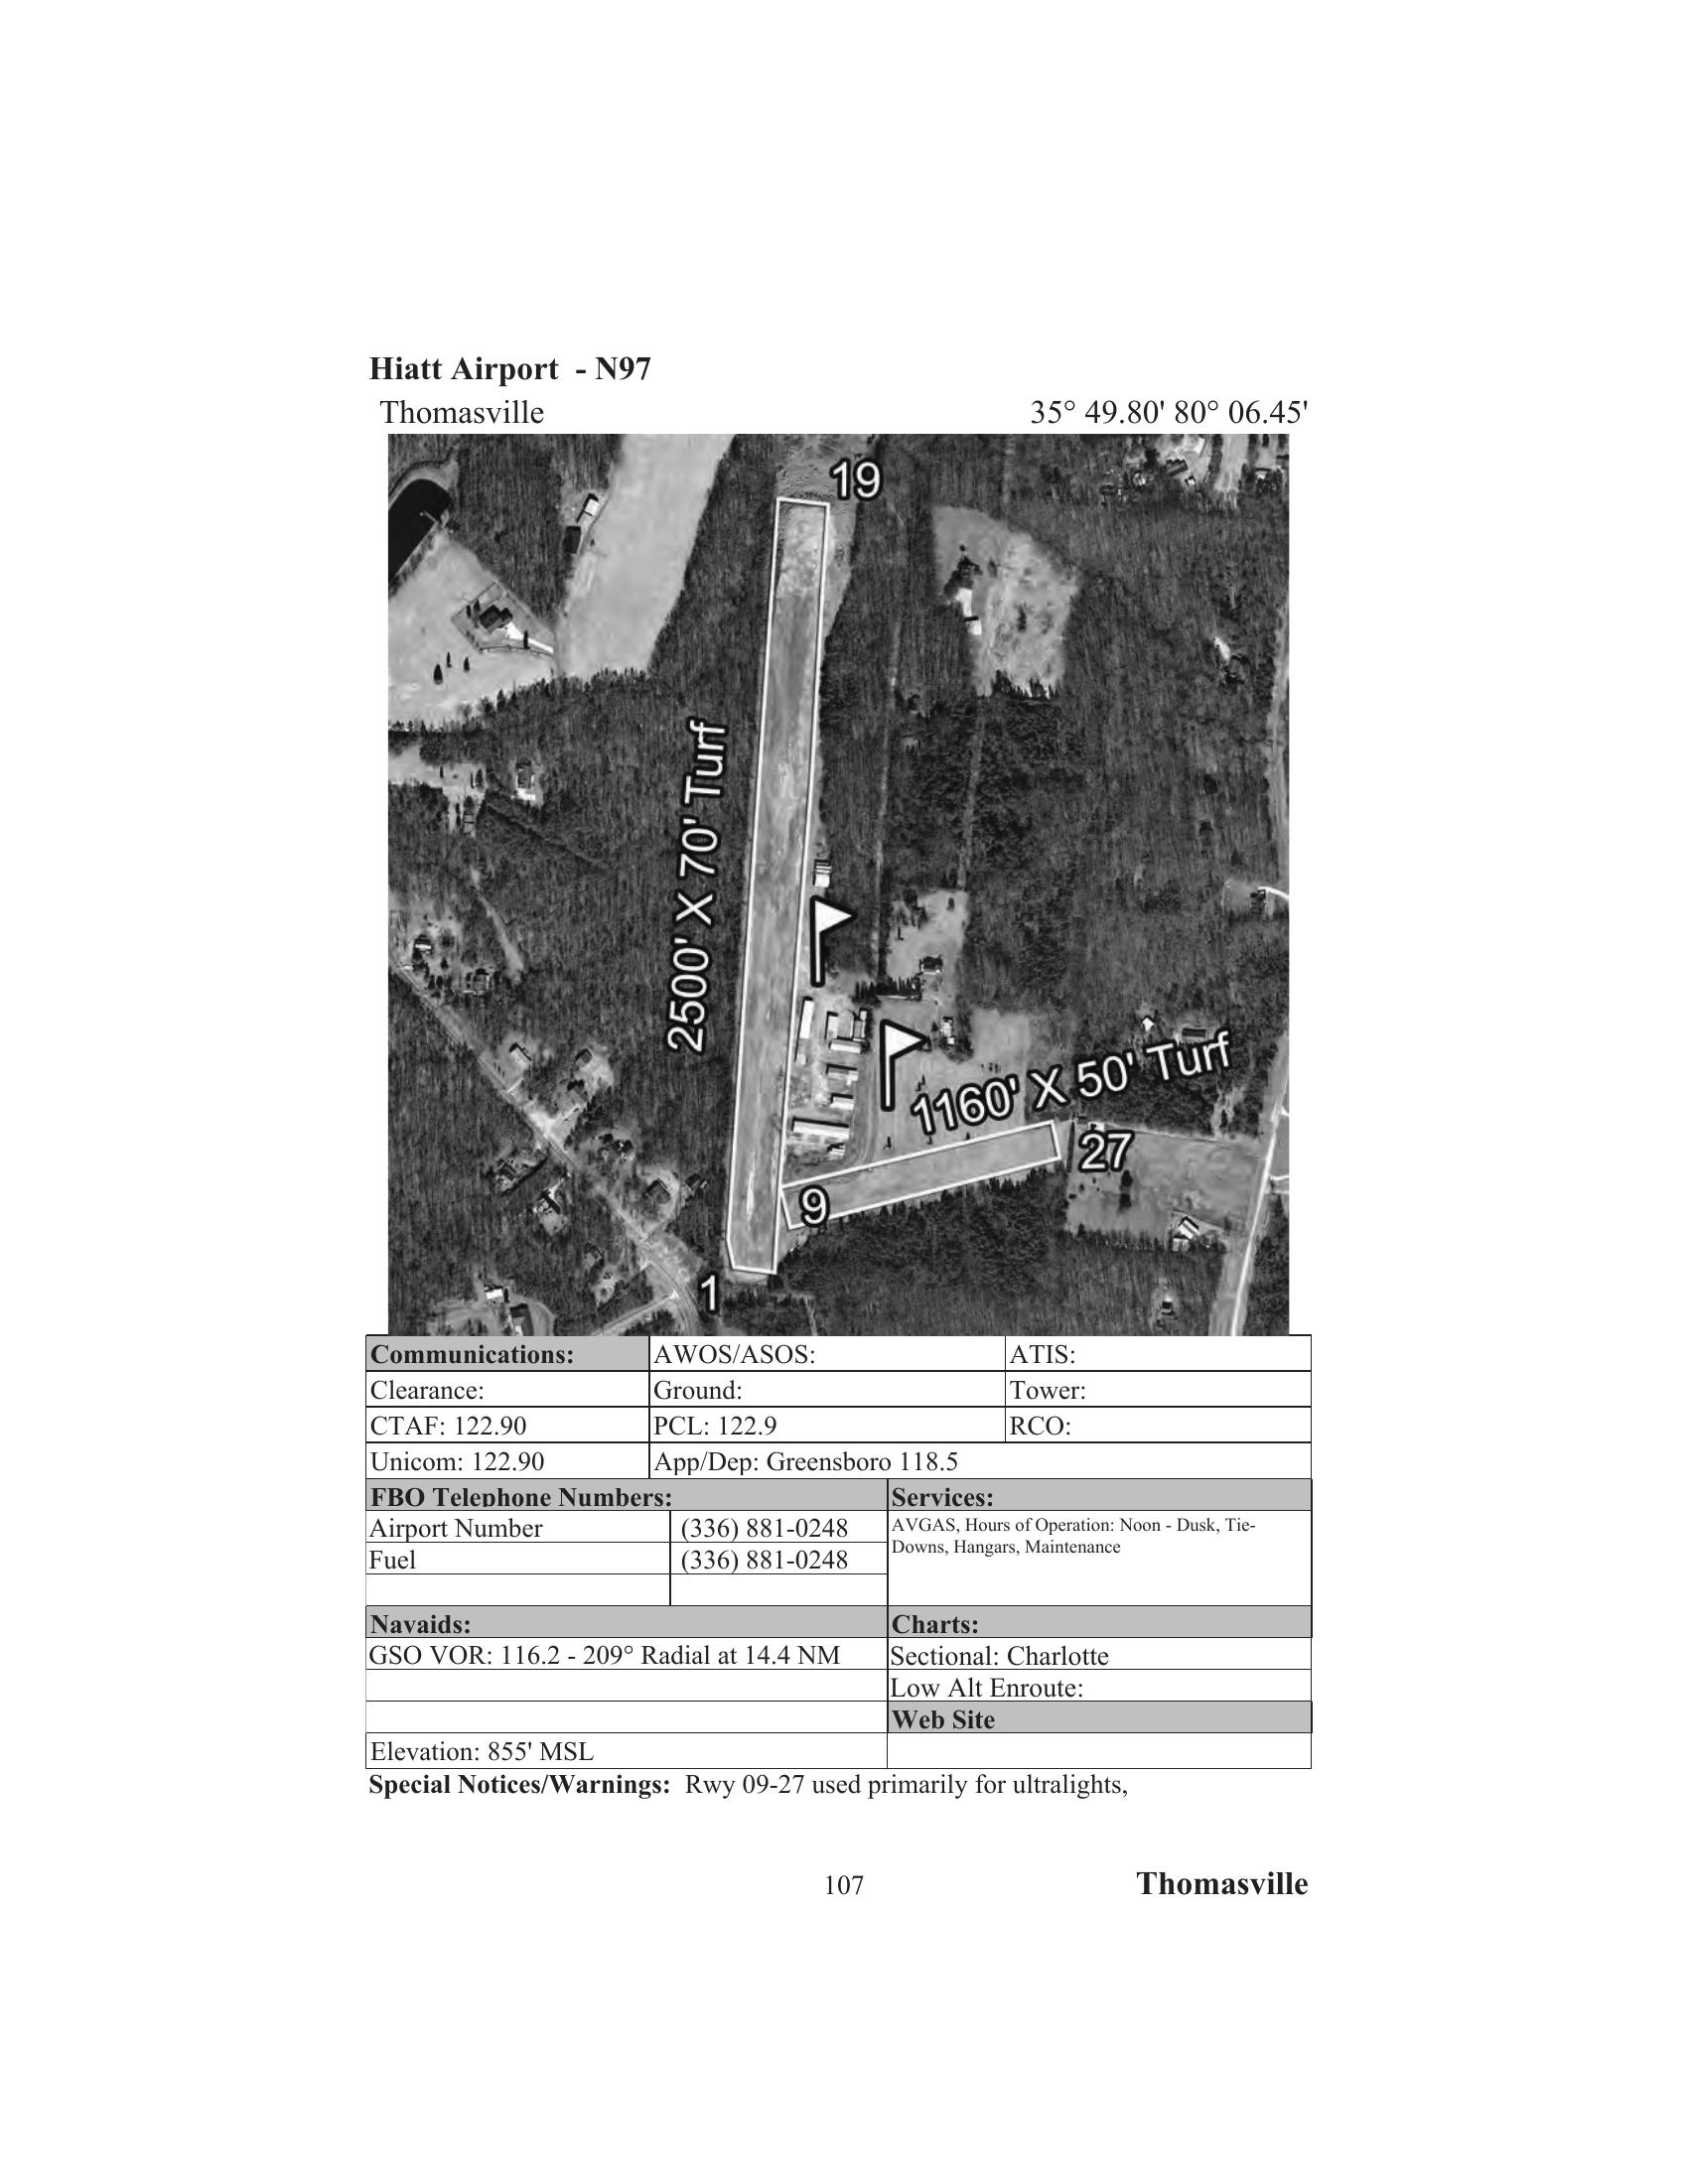 Hiatt Airport - N97
Thomasville 35° 49.80' 80° 06.45'
19
2500' X 70' Turf
1160' X 50' Turf
27
9
1
Communications: AWOS/ASOS: ATIS:
Clearance: Ground: Tower:
CTAF: 122.90 PCL: 122.9 RCO:
Unicom: 122.90 App/Dep: Greensboro 118.5
FBO Telephone Numbers: Services:
Airport Number (336) 881-0248 AVGAS, Hours of Operation: Noon - Dusk, Tie-
Fuel (336) 881-0248 Downs, Hangars, Maintenance
Navaids: Charts:
GSO VOR: 116.2 - 209° Radial at 14.4 NM Sectional: Charlotte
Low Alt Enroute:
Web Site
Elevation: 855' MSL
Special Notices/Warnings: Rwy 09-27 used primarily for ultralights,
107 Thomasville